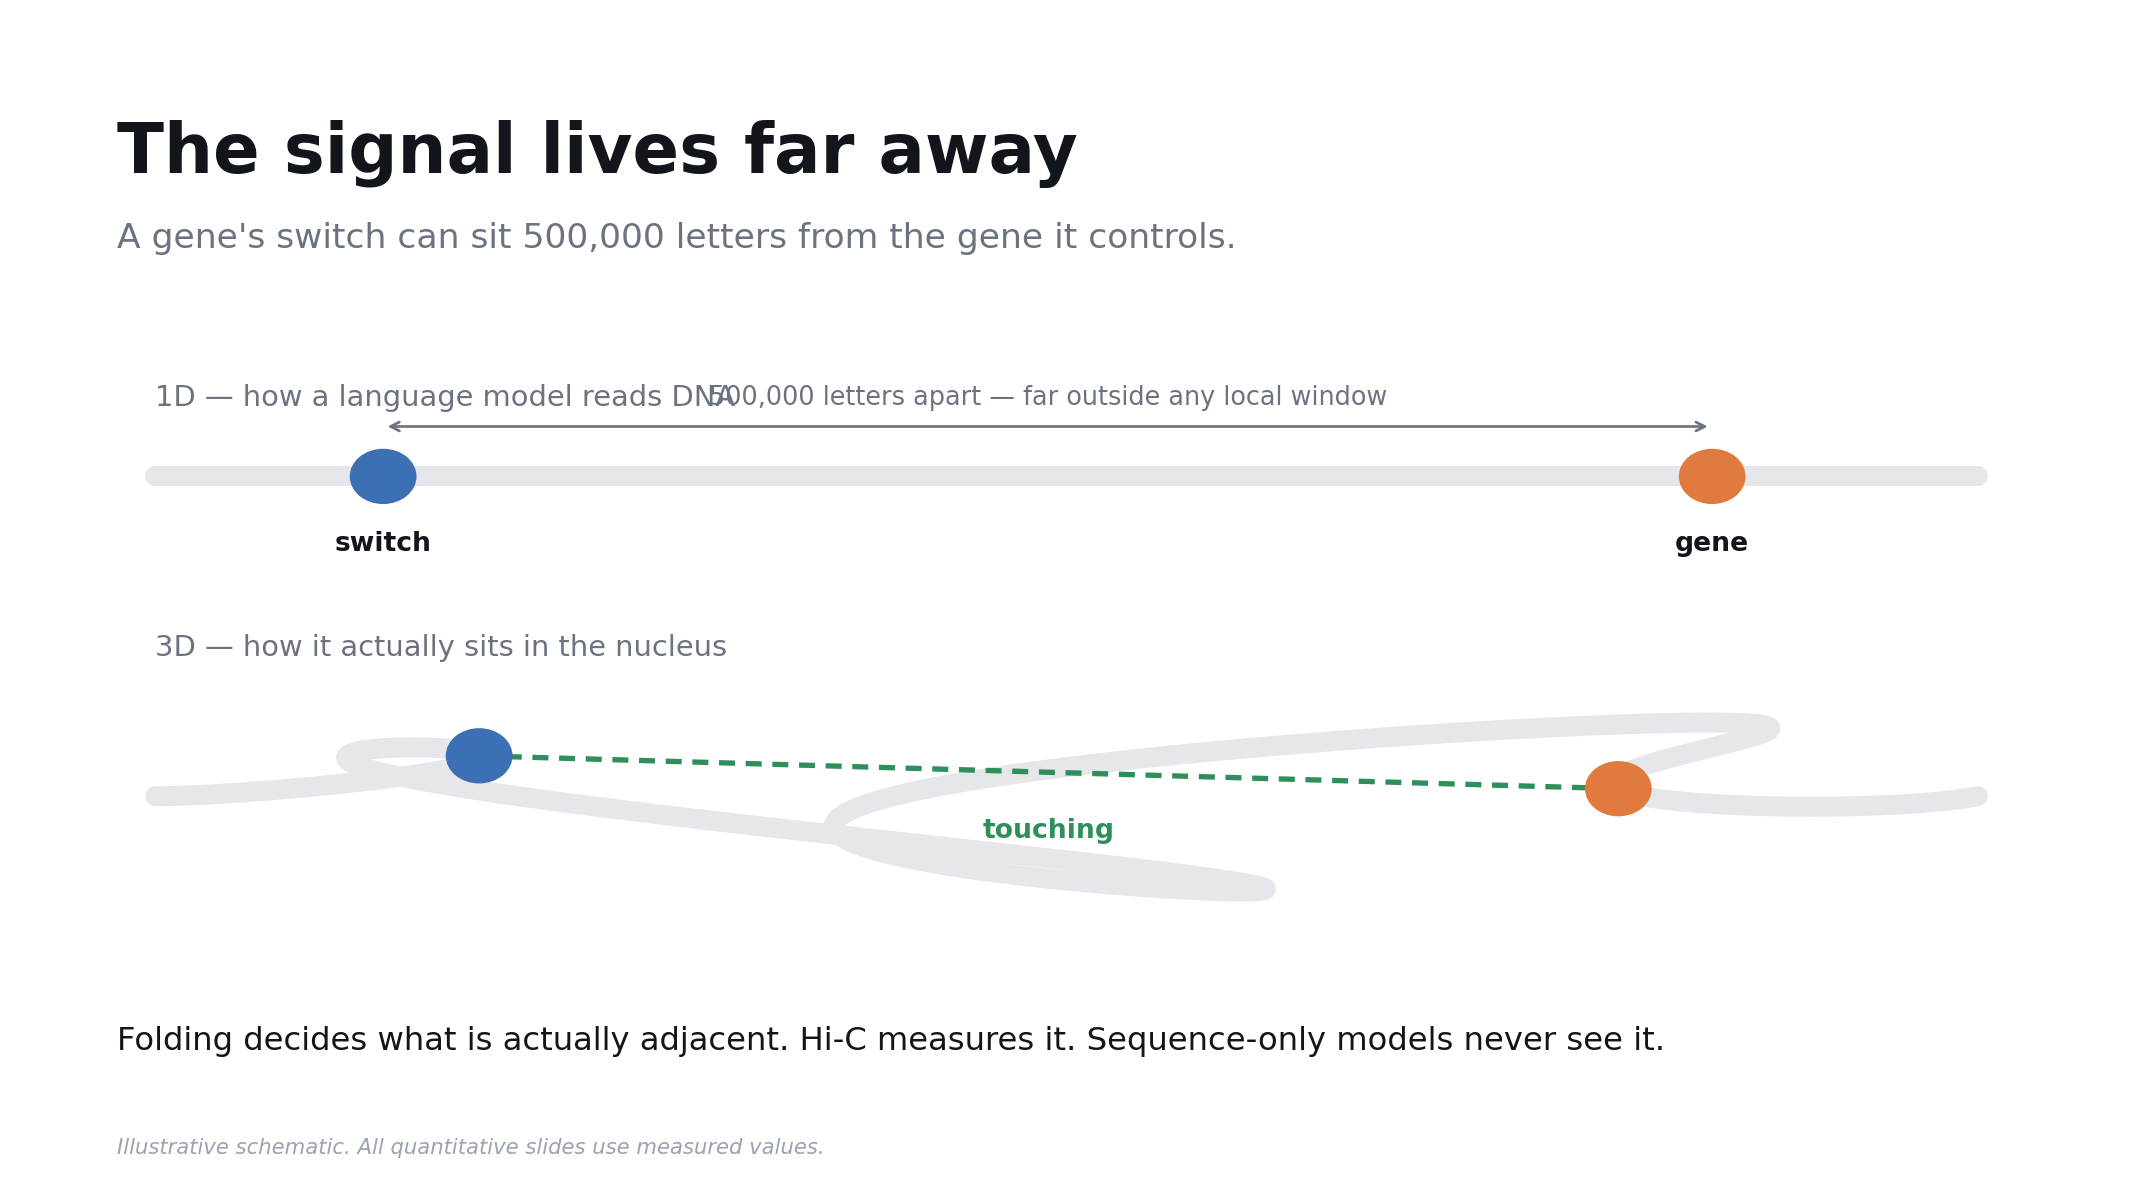 The signal lives far away
A gene's switch can sit 500,000 letters from the gene it controls.
1D — how a language model reads DNA
500,000 letters apart — far outside any local window
switch
gene
3D — how it actually sits in the nucleus
touching
Folding decides what is actually adjacent. Hi-C measures it. Sequence-only models never see it.
Illustrative schematic. All quantitative slides use measured values.